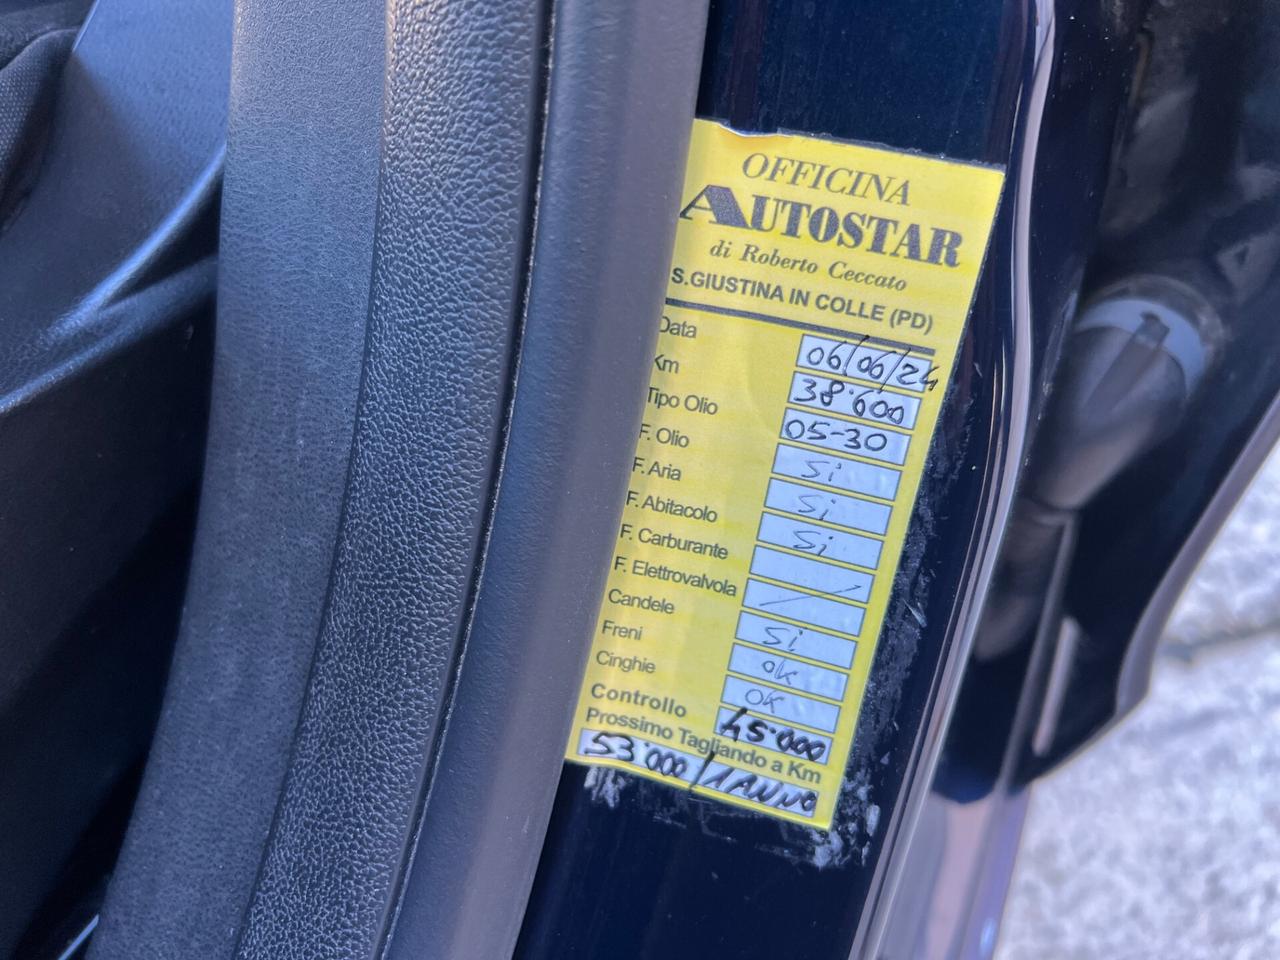 OFFICINA
AUTOSTAR
di Roberto Ceccato
S.GIUSTINA IN COLLE (PD)
Data 06/06/24
Km 38.600
Tipo Olio 05-30
F. Olio Si
F. Aria Si
F. Abitacolo Si
F. Carburante
F. Elettrovalvola
Candele Si
Freni OK
Cinghie OK
Controllo 45.000
Prossimo Tagliando a Km
53.000/1 ANNO